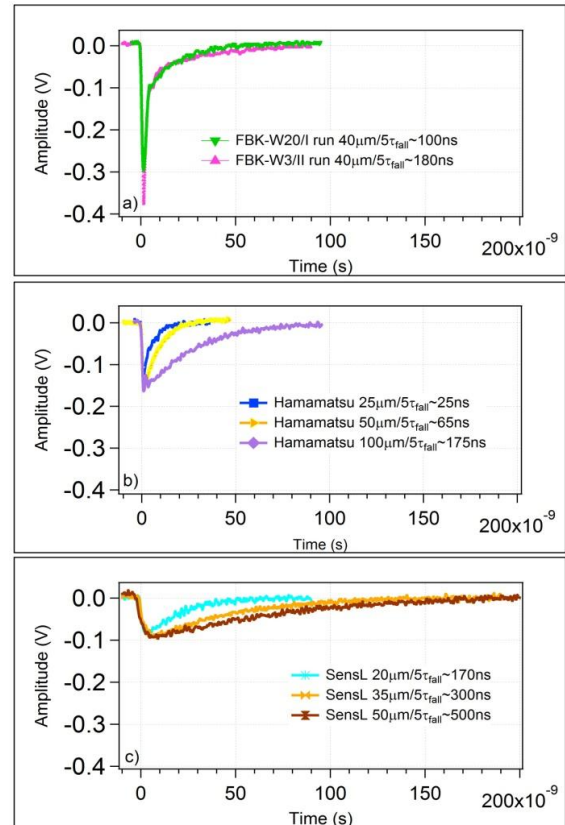 0.0
-0.1
-0.2
-0.3
-0.4
Amplitude (V)
FBK-W20/I run 40μm/5τfall~100ns
FBK-W3/II run 40μm/5τfall~180ns
a)
0
50
100
150
200x10-9
Time (s)
0.0
-0.1
-0.2
-0.3
-0.4
Amplitude (V)
Hamamatsu 25μm/5τfall~25ns
Hamamatsu 50μm/5τfall~65ns
Hamamatsu 100μm/5τfall~175ns
b)
0
50
100
150
200x10-9
Time (s)
0.0
-0.1
-0.2
-0.3
-0.4
Amplitude (V)
SensL 20μm/5τfall~170ns
SensL 35μm/5τfall~300ns
SensL 50μm/5τfall~500ns
c)
0
50
100
150
200x10-9
Time (s)